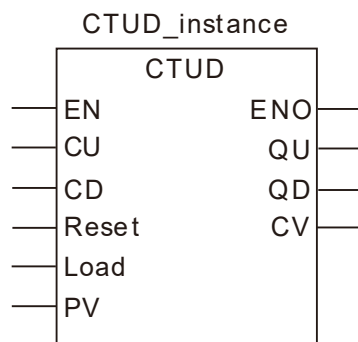 CTUD_instance
CTUD
EN ENO
CU QU
CD QD
Reset CV
Load
PV